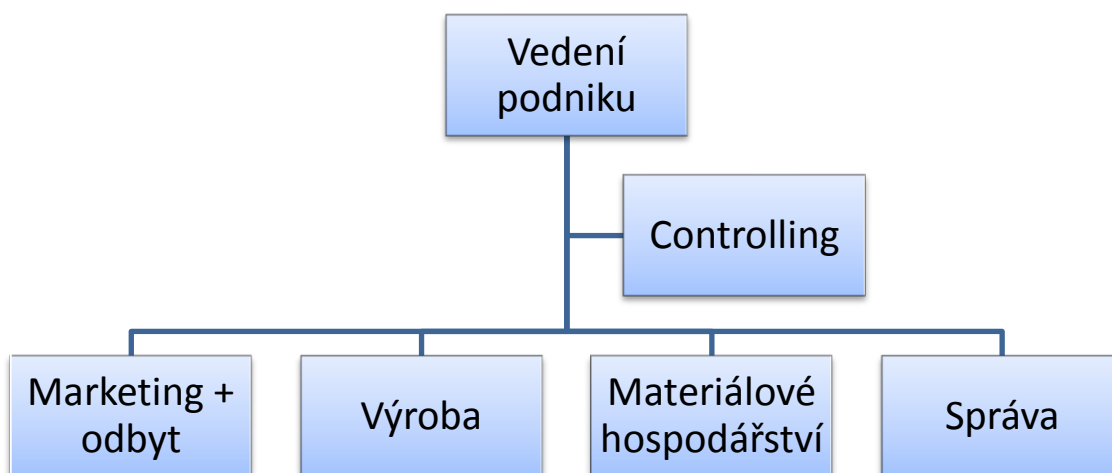 Vedení
podniku
Controlling
Marketing +
odbyt
Výroba
Materiálové
hospodářství
Správa